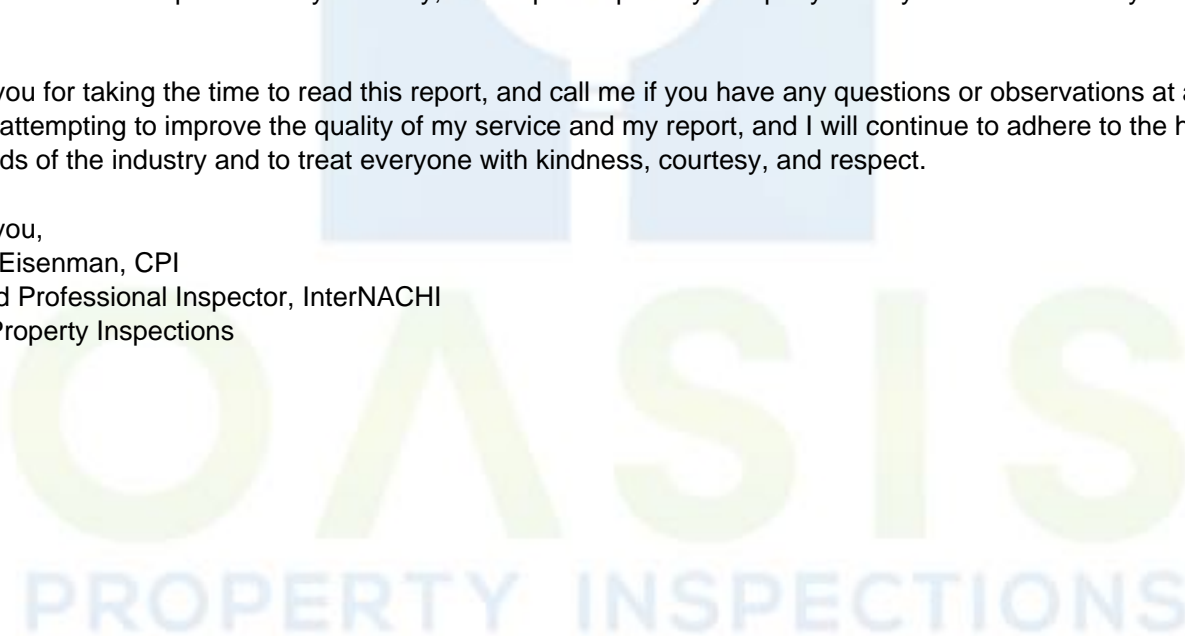 you for taking the time to read this report, and call me if you have any questions or observations at a
attempting to improve the quality of my service and my report, and I will continue to adhere to the h
ds of the industry and to treat everyone with kindness, courtesy, and respect.
you,
Eisenman, CPI
d Professional Inspector, InterNACHI
Property Inspections
OASIS
PROPERTY INSPECTIONS